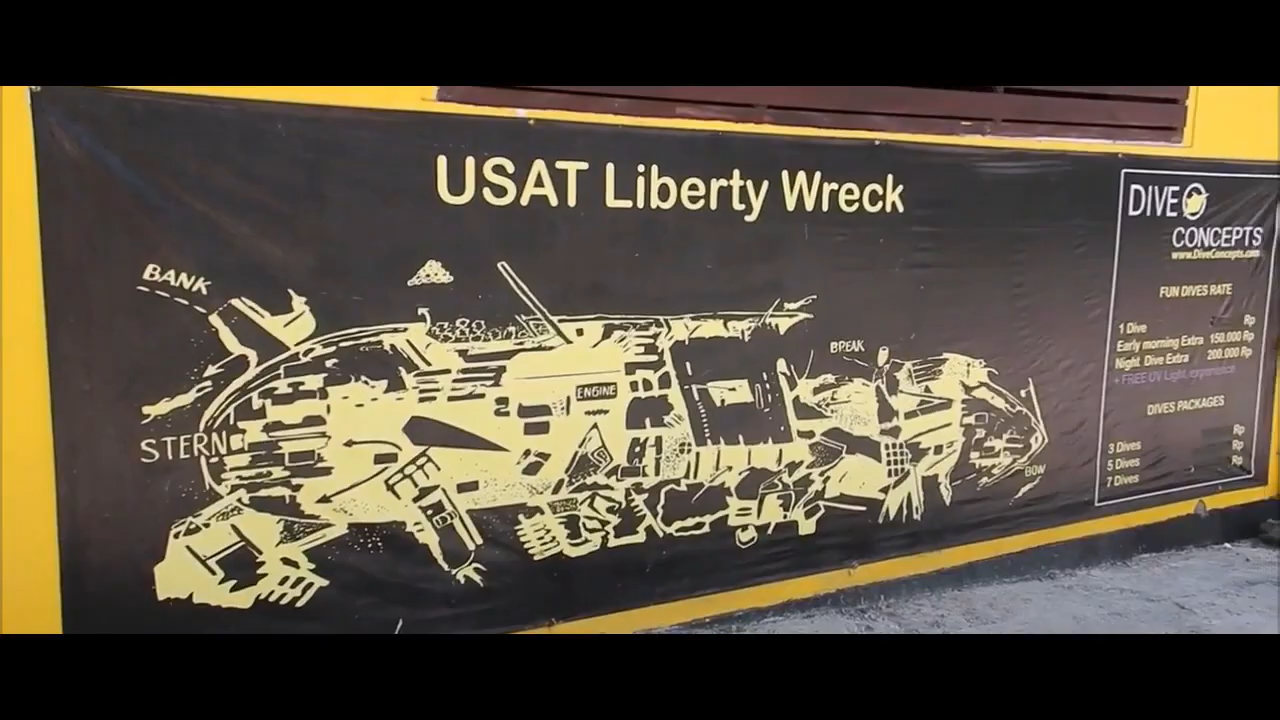 USAT Liberty Wreck
BANK
STERN
ENGINE
BREAK
BOW
DIVE
CONCEPTS
www.DiveConcepts.com
FUN DIVES RATE
1 Dive Rp
Early morning Extra 150.000 Rp
Night Dive Extra 200.000 Rp
+ FREE UV Light experience
DIVES PACKAGES
Rp
3 Dives Rp
5 Dives Rp
7 Dives